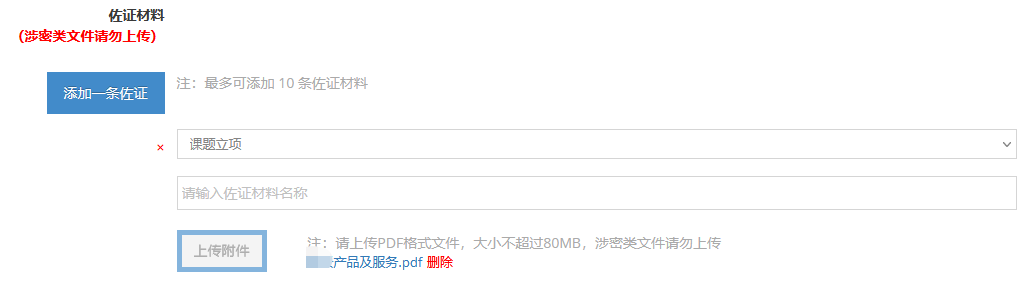 佐证材料
（涉密类文件请勿上传）
添加一条佐证 注：最多可添加 10 条佐证材料
× 课题立项
请输入佐证材料名称
上传附件 注：请上传PDF格式文件，大小不超过80MB，涉密类文件请勿上传
产品及服务.pdf 删除